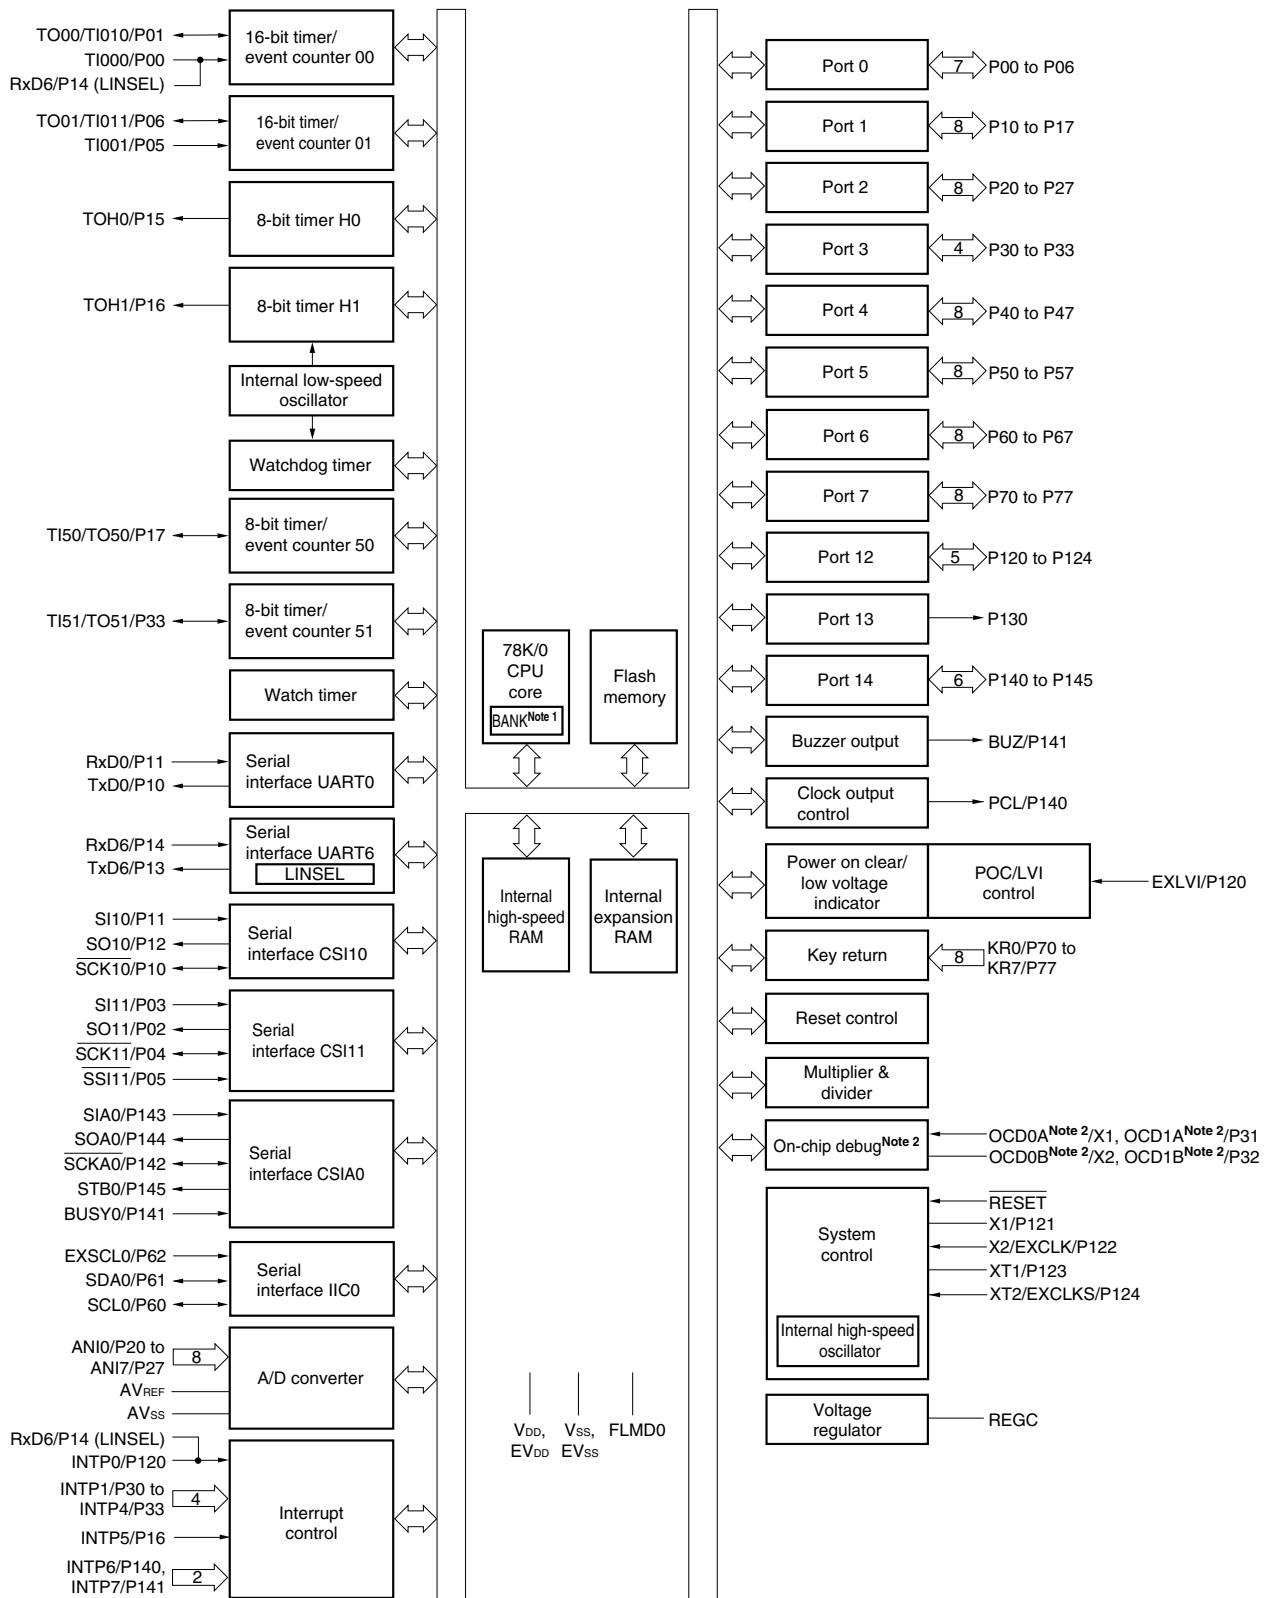 TO00/TI010/P01
TI000/P00
RxD6/P14 (LINSEL)
16-bit timer/
event counter 00
TO01/TI011/P06
TI001/P05
16-bit timer/
event counter 01
TOH0/P15
8-bit timer H0
TOH1/P16
8-bit timer H1
Internal low-speed
oscillator
Watchdog timer
TI50/TO50/P17
8-bit timer/
event counter 50
TI51/TO51/P33
8-bit timer/
event counter 51
Watch timer
RxD0/P11
TxD0/P10
Serial
interface UART0
RxD6/P14
TxD6/P13
Serial
interface UART6
LINSEL
SI10/P11
SO10/P12
SCK10/P10
Serial
interface CSI10
SI11/P03
SO11/P02
SCK11/P04
SSI11/P05
Serial
interface CSI11
SIA0/P143
SOA0/P144
SCKA0/P142
STB0/P145
BUSY0/P141
Serial
interface CSIA0
EXSCL0/P62
SDA0/P61
SCL0/P60
Serial
interface IIC0
ANI0/P20 to
ANI7/P27
8
AVREF
AVSS
A/D converter
RxD6/P14 (LINSEL)
INTP0/P120
INTP1/P30 to
INTP4/P33
4
INTP5/P16
INTP6/P140,
INTP7/P141
2
Interrupt
control
78K/0
CPU
core
BANKNote 1
Flash
memory
Internal
high-speed
RAM
Internal
expansion
RAM
VDD,
EVDD
VSS,
EVSS
FLMD0
Port 0
7
P00 to P06
Port 1
8
P10 to P17
Port 2
8
P20 to P27
Port 3
4
P30 to P33
Port 4
8
P40 to P47
Port 5
8
P50 to P57
Port 6
8
P60 to P67
Port 7
8
P70 to P77
Port 12
5
P120 to P124
Port 13
P130
Port 14
6
P140 to P145
Buzzer output
BUZ/P141
Clock output
control
PCL/P140
Power on clear/
low voltage
indicator
POC/LVI
control
EXLVI/P120
Key return
8
KR0/P70 to
KR7/P77
Reset control
Multiplier &
divider
On-chip debugNote 2
OCD0ANote 2/X1, OCD1ANote 2/P31
OCD0BNote 2/X2, OCD1BNote 2/P32
System
control
RESET
X1/P121
X2/EXCLK/P122
XT1/P123
XT2/EXCLKS/P124
Internal high-speed
oscillator
Voltage
regulator
REGC